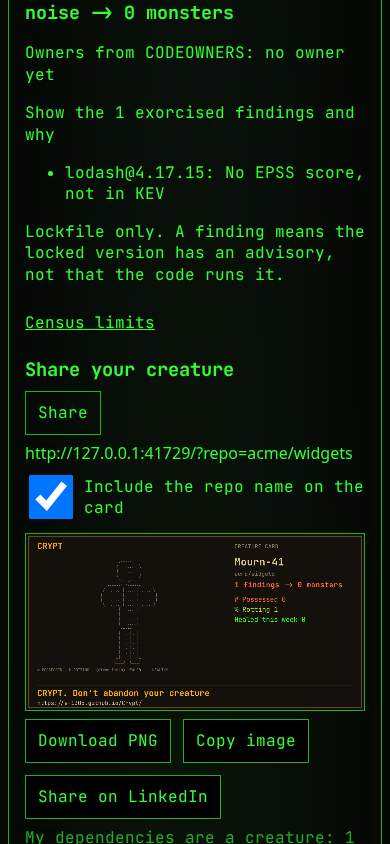 noise → 0 monsters
Owners from CODEOWNERS: no owner
yet
Show the 1 exorcised findings and
why
• lodash@4.17.15: No EPSS score,
not in KEV
Lockfile only. A finding means the
locked version has an advisory,
not that the code runs it.
Census limits
Share your creature
Share
http://127.0.0.1:41729/?repo=acme/widgets
Include the repo name on the
card
CRYPT
CREATURE CARD
Mourn-41
acme/widgets
1 findings → 0 monsters
# Possessed 0
% Rotting 1
Healed this week 0
CRYPT. Don't abandon your creature
Download PNG
Copy image
Share on LinkedIn
My dependencies are a creature: 1